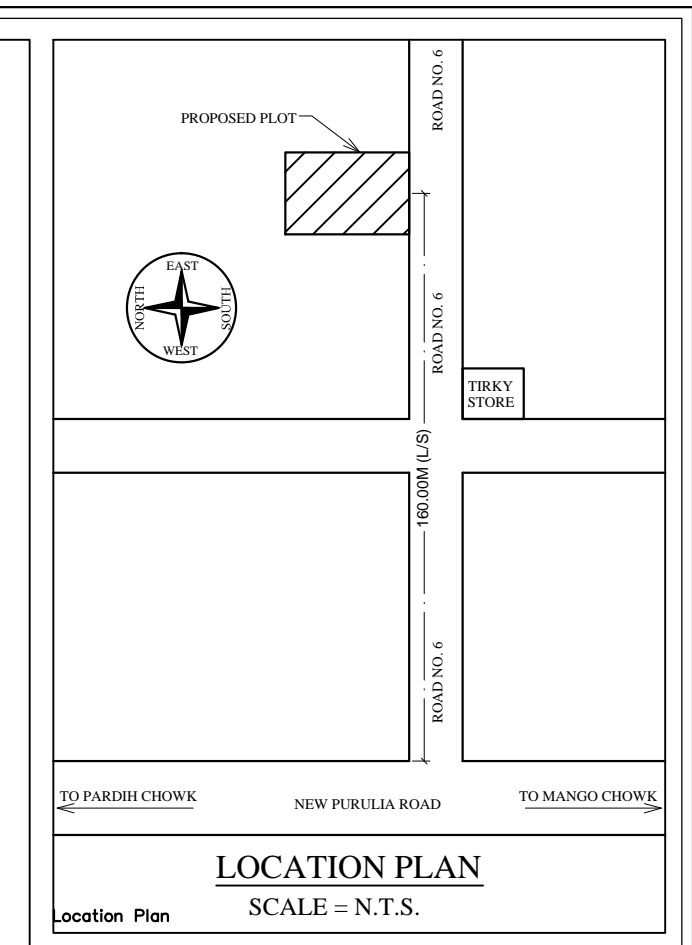 ROAD NO. 6
PROPOSED PLOT
EAST
NORTH
SOUTH
WEST
ROAD NO. 6
TIRKY
STORE
160.00M (L/S)
ROAD NO. 6
TO PARDIH CHOWK
NEW PURULIA ROAD
TO MANGO CHOWK
LOCATION PLAN
SCALE = N.T.S.
Location Plan